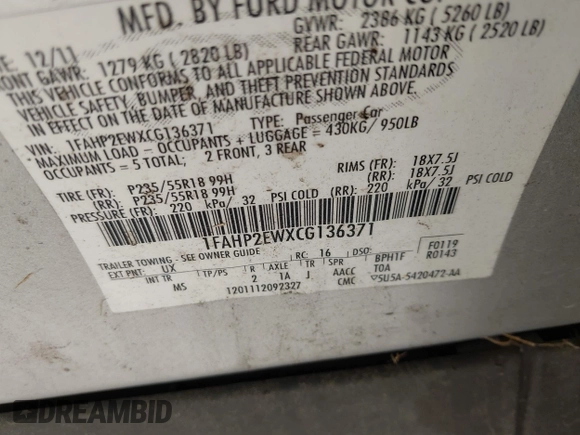 MFD. BY FORD MOTOR CO
GVWR: 2386 KG ( 5260 LB)
E: 12/11
REAR GAWR: 1143 KG ( 2520 LB)
ONT GAWR: 1279 KG ( 2820 LB)
THIS VEHICLE CONFORMS TO ALL APPLICABLE FEDERAL MOTOR
VEHICLE SAFETY, BUMPER, AND THEFT PREVENTION STANDARDS
IN EFFECT ON THE DATE OF MANUFACTURE SHOWN ABOVE.
VIN: 1FAHP2EWXCG136371 TYPE: Passenger Car
MAXIMUM LOAD = OCCUPANTS + LUGGAGE = 430KG/ 950LB
OCCUPANTS = 5 TOTAL; 2 FRONT, 3 REAR
TIRE (FR): P235/55R18 99H RIMS (FR): 18X7.5J
(RR): P235/55R18 99H (RR): 18X7.5J
PRESSURE (FR): 220 kPa/ 32 PSI COLD (RR): 220 kPa/ 32 PSI COLD
1FAHP2EWXCG136371
TRAILER TOWING - SEE OWNER GUIDE RC: 16 DSO: F0119
EXT PNT: UX BPH1F R0143
INT TR TP/PS R AXLE TR SPR TOA
MS 2 1A J AACC
1201112092327 CMC 5U5A-5420472-AA
DREAMBID